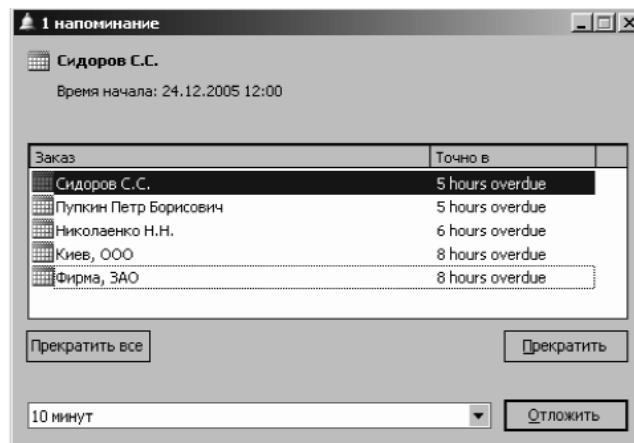 1 напоминание
Сидоров С.С.
Время начала: 24.12.2005 12:00
Заказ Точно в
Сидоров С.С. 5 hours overdue
Пупкин Петр Борисович 5 hours overdue
Николаенко Н.Н. 6 hours overdue
Киев, ООО 8 hours overdue
Фирма, ЗАО 8 hours overdue
Прекратить все Прекратить
10 минут Отложить